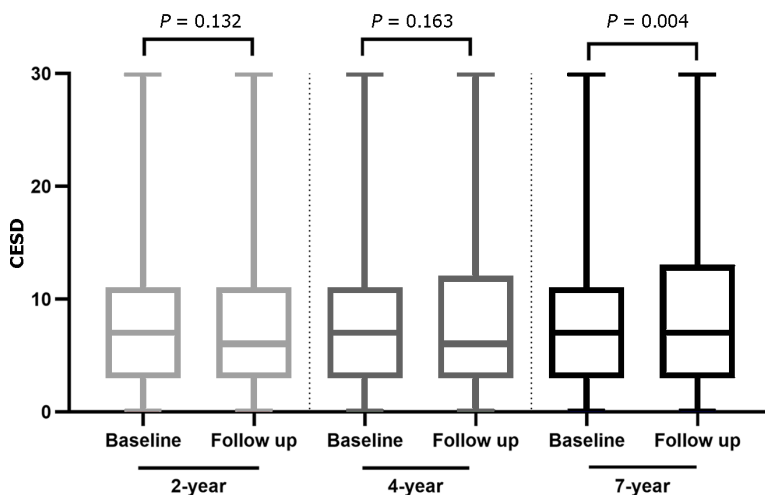 P = 0.132
P = 0.163
P = 0.004
30
20
10
0
CESD
Baseline Follow up Baseline Follow up Baseline Follow up
2-year 4-year 7-year